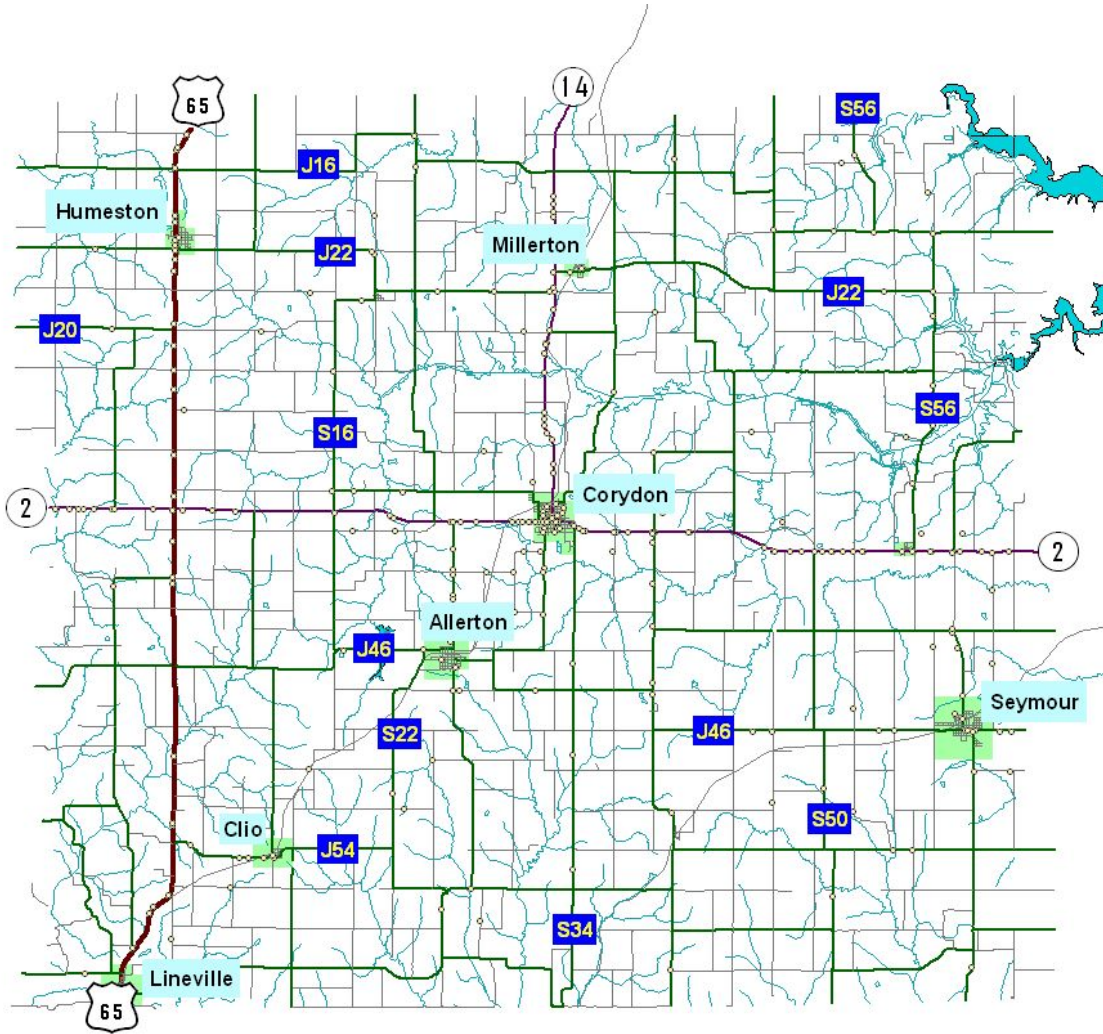 14
65
S56
J16
Humeston
Millerton
J22
J22
J20
S56
S16
Corydon
2
2
Allerton
J46
Seymour
S22
J46
Clio
S50
J54
S34
Lineville
65